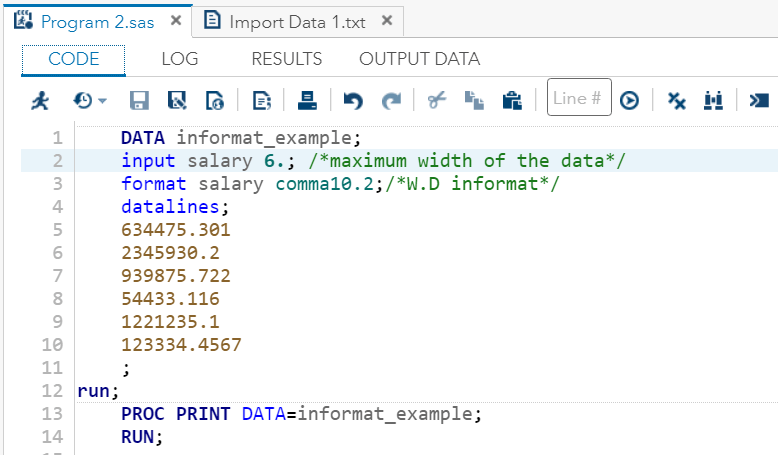 Program 2.sas × Import Data 1.txt ×
CODE LOG RESULTS OUTPUT DATA
Line #
1 DATA informat_example;
2 input salary 6.; /*maximum width of the data*/
3 format salary comma10.2;/*W.D informat*/
4 datalines;
5 634475.301
6 2345930.2
7 939875.722
8 54433.116
9 1221235.1
10 123334.4567
11 ;
12 run;
13 PROC PRINT DATA=informat_example;
14 RUN;